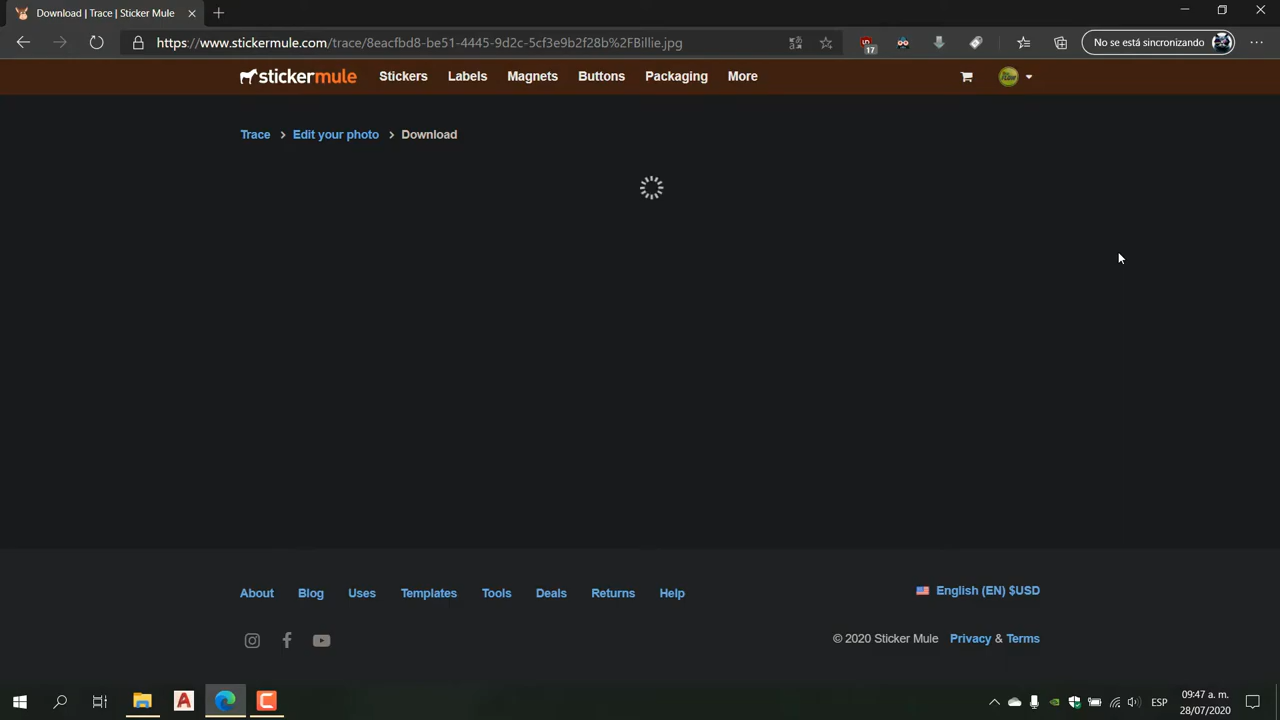 Download | Trace | Sticker Mule
https://www.stickermule.com/trace/8eacfbd8-be51-4445-9d2c-5cf3e9b2f28b%2FBillie.jpg
17
No se está sincronizando
stickermule
Stickers
Labels
Magnets
Buttons
Packaging
More
Trace > Edit your photo > Download
About
Blog
Uses
Templates
Tools
Deals
Returns
Help
English (EN) $USD
© 2020 Sticker Mule
Privacy & Terms
ESP
09:47 a. m.
28/07/2020